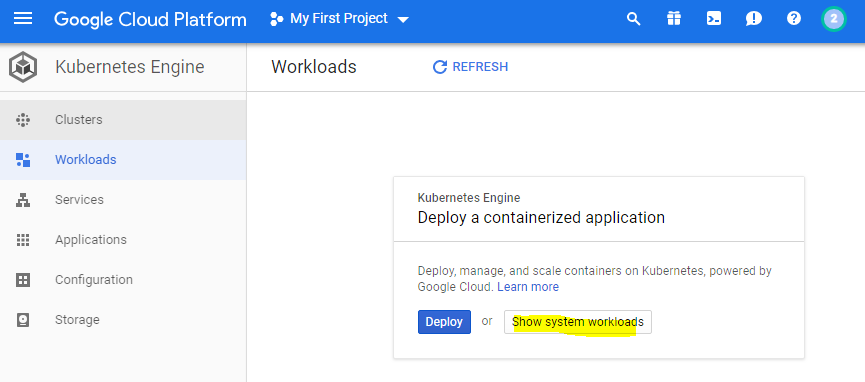 Google Cloud Platform My First Project 2
Kubernetes Engine Workloads REFRESH
Clusters
Workloads
Services
Applications
Configuration
Storage
Kubernetes Engine
Deploy a containerized application
Deploy, manage, and scale containers on Kubernetes, powered by
Google Cloud. Learn more
Deploy or Show system workloads